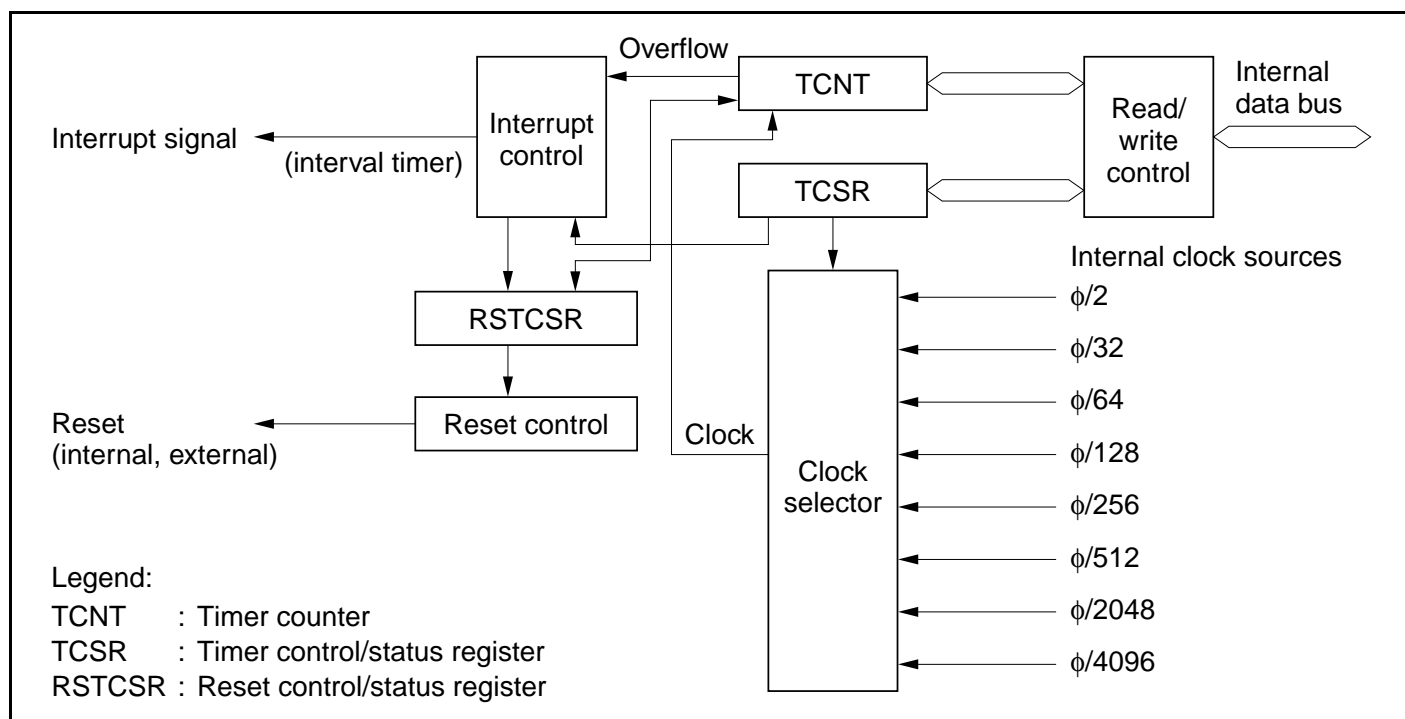 Overflow
TCNT
Interrupt
control
Read/
write
control
Internal
data bus
Interrupt signal
(interval timer)
TCSR
Internal clock sources
RSTCSR
Reset control
Reset
(internal, external)
Clock
Clock
selector
ϕ/2
ϕ/32
ϕ/64
ϕ/128
ϕ/256
ϕ/512
ϕ/2048
ϕ/4096
Legend:
TCNT : Timer counter
TCSR : Timer control/status register
RSTCSR : Reset control/status register